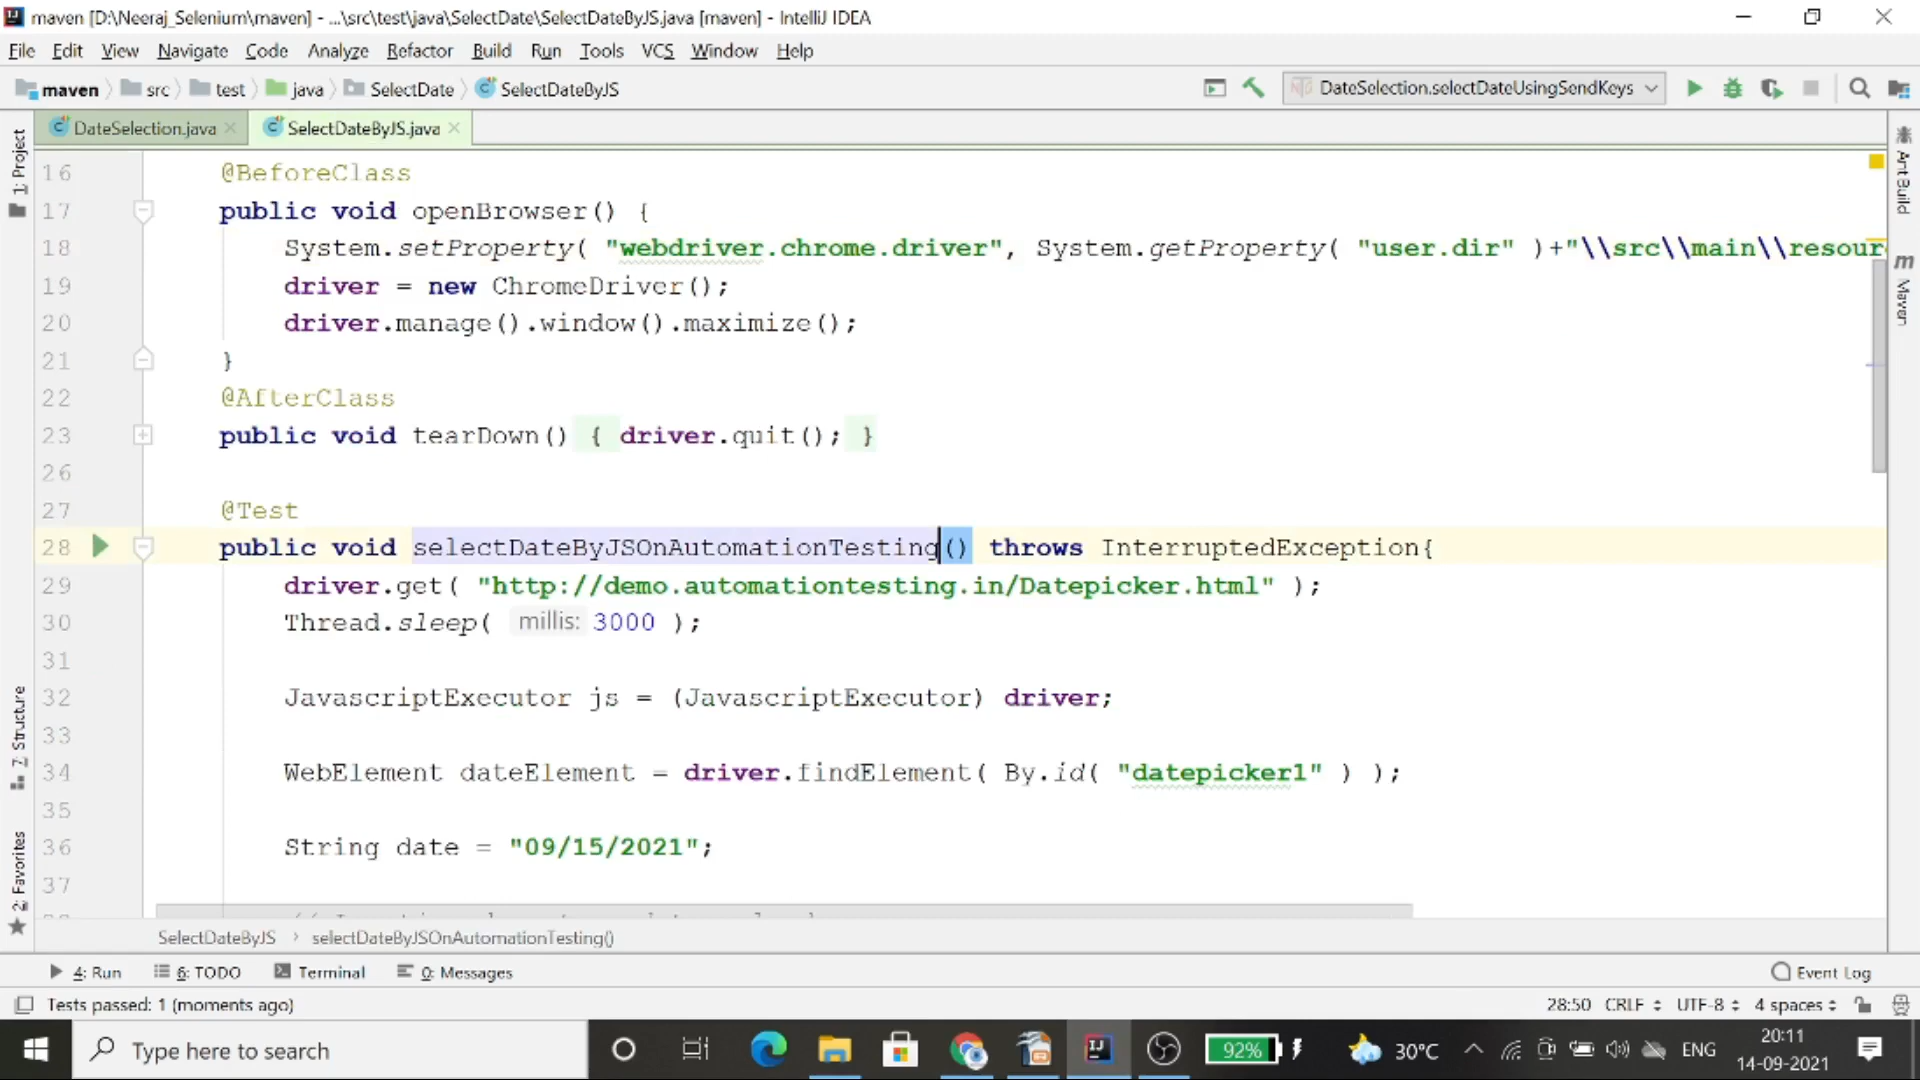 maven [D:\Neeraj_Selenium\maven] - ...\src\test\java\SelectDate\SelectDateByJS.java [maven] - IntelliJ IDEA
File Edit View Navigate Code Analyze Refactor Build Run Tools VCS Window Help
maven src test java SelectDate SelectDateByJS DateSelection.selectDateUsingSendKeys
DateSelection.java SelectDateByJS.java
1: Project
7: Structure
2: Favorites
Ant Build
m Maven
16 @BeforeClass
17 public void openBrowser() {
18 System.setProperty( "webdriver.chrome.driver", System.getProperty( "user.dir" )+"\\src\\main\\resour
19 driver = new ChromeDriver();
20 driver.manage().window().maximize();
21 }
22 @AfterClass
23 public void tearDown() { driver.quit(); }
26
27 @Test
28 public void selectDateByJSOnAutomationTesting() throws InterruptedException{
29 driver.get( "http://demo.automationtesting.in/Datepicker.html" );
30 Thread.sleep( millis: 3000 );
31
32 JavascriptExecutor js = (JavascriptExecutor) driver;
33
34 WebElement dateElement = driver.findElement( By.id( "datepicker1" ) );
35
36 String date = "09/15/2021";
37
SelectDateByJS selectDateByJSOnAutomationTesting()
4: Run 6: TODO Terminal 0: Messages Event Log
Tests passed: 1 (moments ago) 28:50 CRLF UTF-8 4 spaces
Type here to search 92% 30°C ENG 20:11
14-09-2021